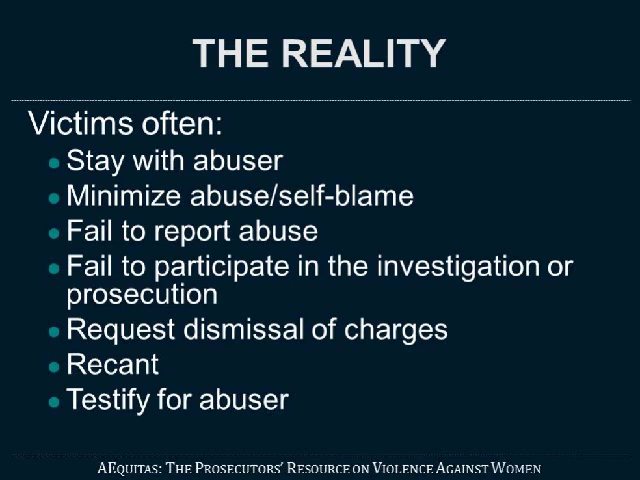 THE REALITY
Victims often:
Stay with abuser
Minimize abuse/self-blame
Fail to report abuse
Fail to participate in the investigation or
prosecution
Request dismissal of charges
Recant
Testify for abuser
AEQUITAS: THE PROSECUTORS’ RESOURCE ON VIOLENCE AGAINST WOMEN